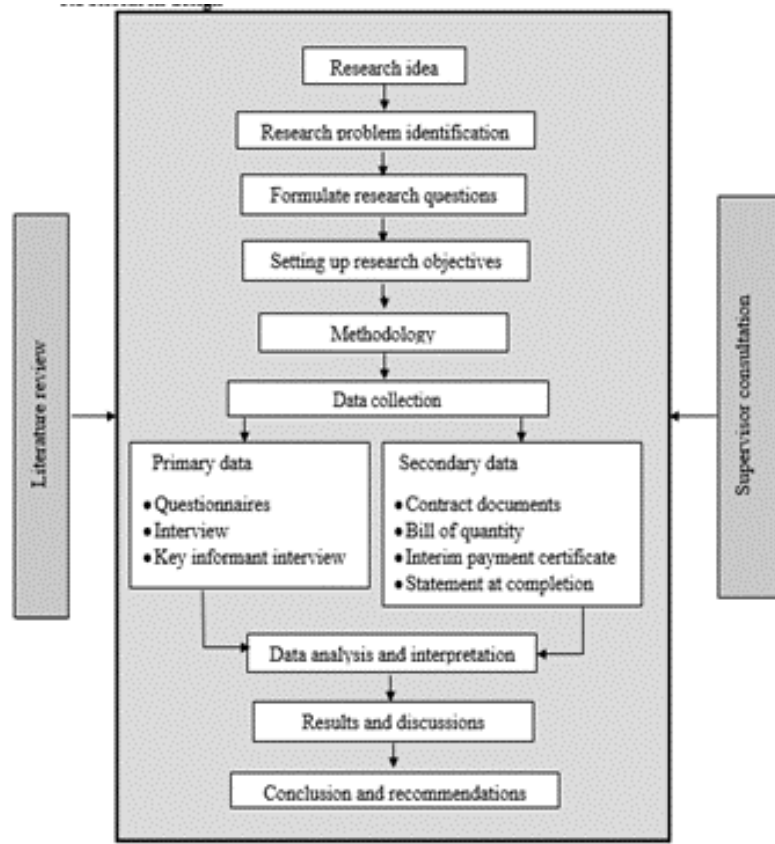 Research idea
Research problem identification
Formulate research questions
Setting up research objectives
Methodology
Data collection
Literature review
Supervisor consultation
Primary data
● Questionnaires
● Interview
● Key informant interview
Secondary data
● Contract documents
● Bill of quantity
● Interim payment certificate
● Statement at completion
Data analysis and interpretation
Results and discussions
Conclusion and recommendations